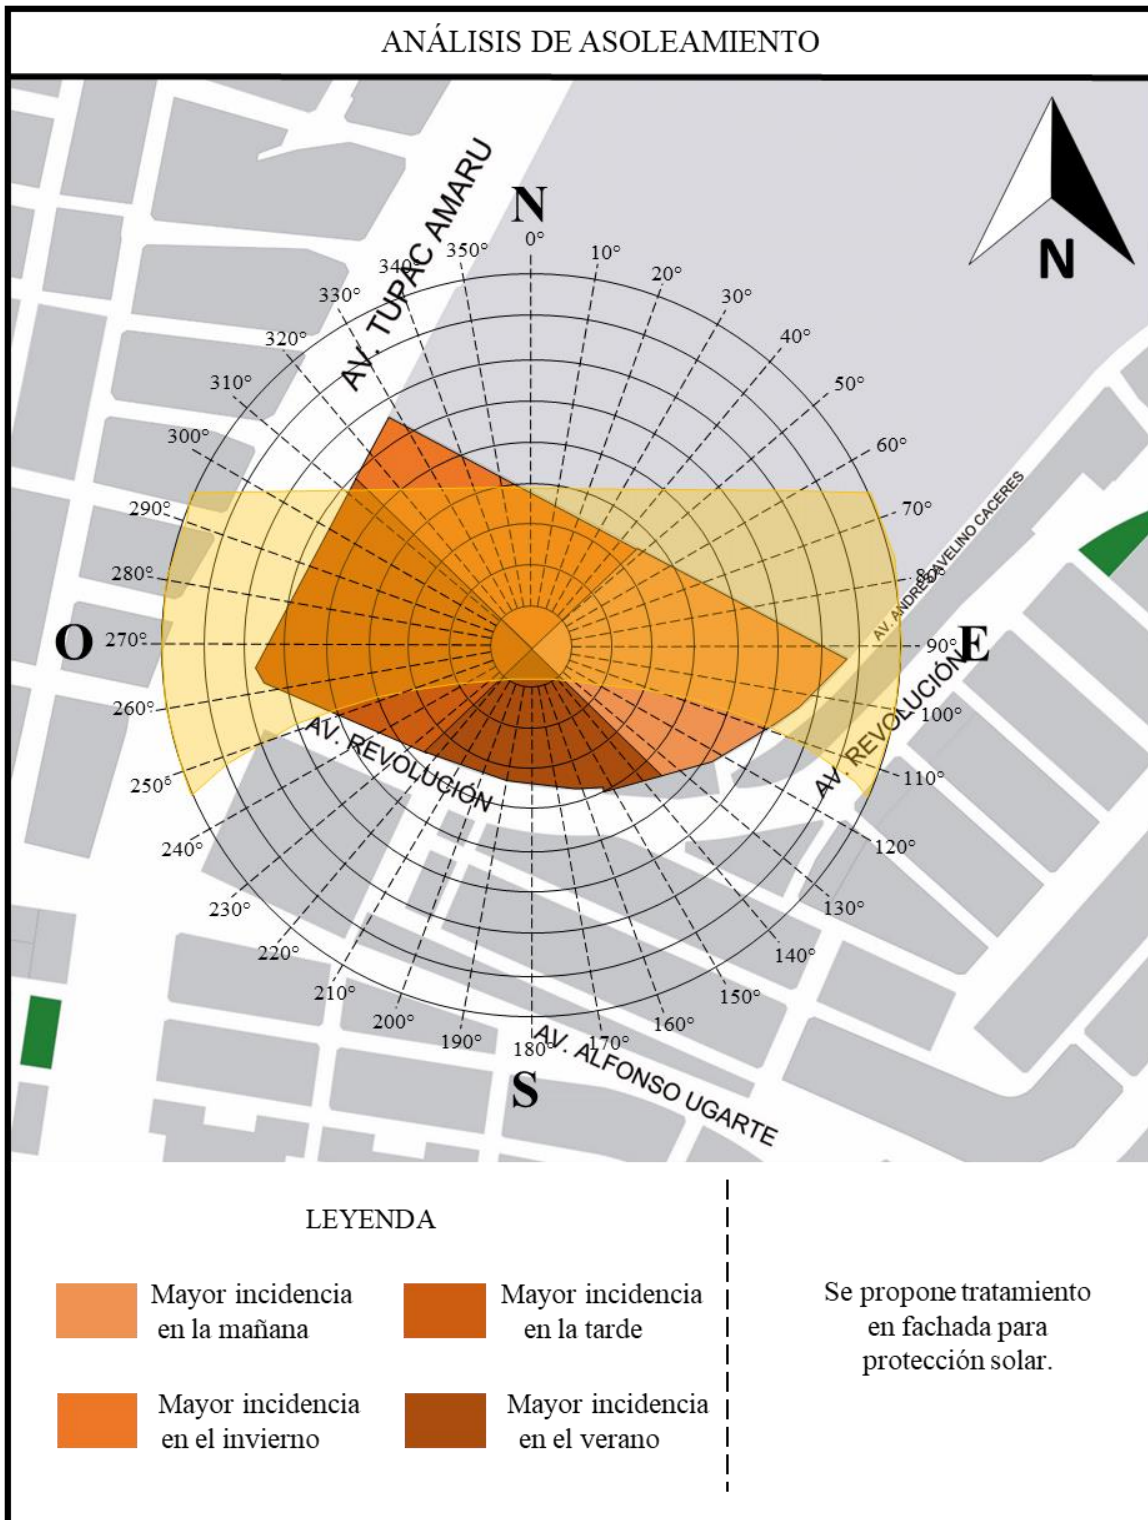 ANÁLISIS DE ASOLEAMIENTO
AV. TUPAC AMARU
N
N
0°
10°
20°
30°
40°
50°
60°
70°
80°
90°
E
100°
110°
120°
130°
140°
150°
160°
170°
180°
S
190°
200°
210°
220°
230°
240°
250°
260°
270°
O
280°
290°
300°
310°
320°
330°
340°
350°
AV. ANDRES AVELINO CACERES
AV. REVOLUCIÓN
AV. REVOLUCIÓN
AV. ALFONSO UGARTE
LEYENDA
Mayor incidencia
en la mañana
Mayor incidencia
en la tarde
Mayor incidencia
en el invierno
Mayor incidencia
en el verano
Se propone tratamiento
en fachada para
protección solar.